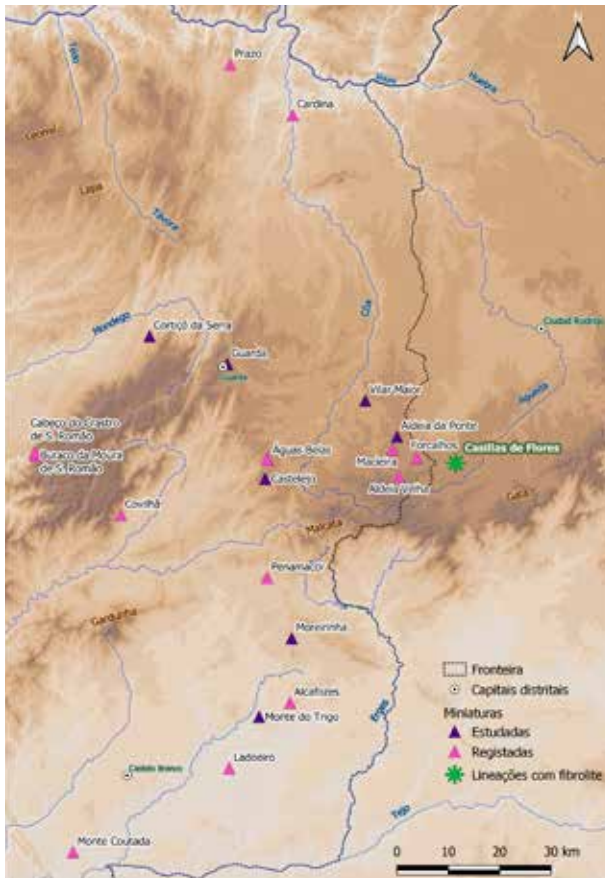 Prazo
Cardina
Huebra
Távora
Côa
Mondego
Cortiçô da Serra
Guarda
Ciudad Rodrigo
Águeda
Vilar Maior
Aldeia da Ponte
Forcalhos
Casillas de Flores
Macieira
Aldeia Velha
Cabeço do Crastro
de S. Romão
Buraco da Moura
de S. Romão
Águas Belas
Castelejo
Covilhã
Malcata
Gata
Penamacor
Gardunha
Moreirinha
Alcafozes
Monte do Trigo
Erges
Ladoeiro
Castelo Branco
Tejo
Monte Coutada
Fronteira
Capitais distritais
Miniaturas
Estudadas
Registadas
Lineações com fibrolite
0 10 20 30 km